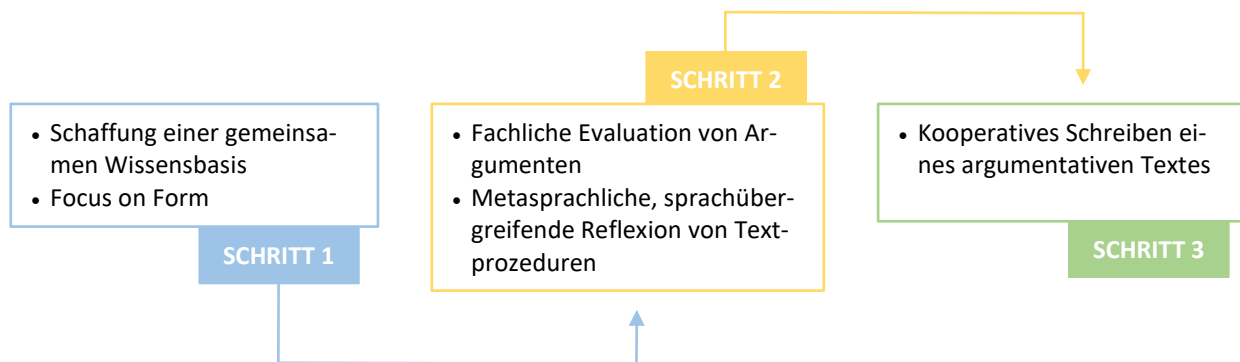 • Schaffung einer gemeinsa-
men Wissensbasis
• Focus on Form
SCHRITT 1
SCHRITT 2
• Fachliche Evaluation von Ar-
gumenten
• Metasprachliche, sprachüber-
greifende Reflexion von Text-
prozeduren
• Kooperatives Schreiben ei-
nes argumentativen Textes
SCHRITT 3